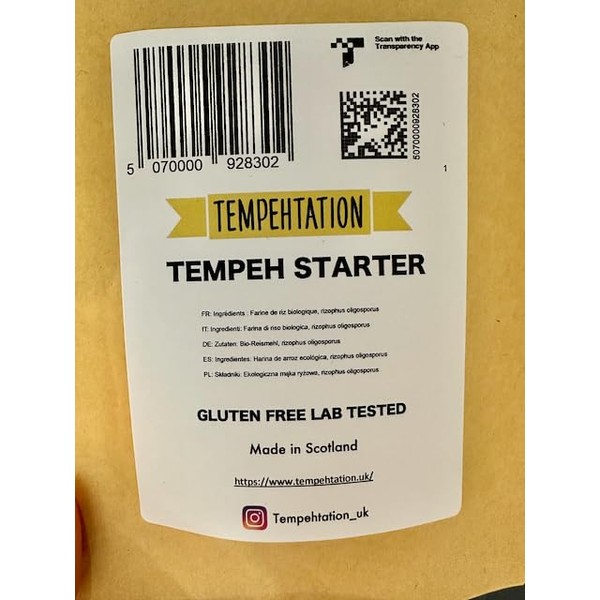 Scan with the
Transparency App
5 070000 928302
5070000928302
1
TEMPEHTATION
TEMPEH STARTER
FR: Ingrédients : Farine de riz biologique, rizophus oligosporus
IT: Ingredienti: Farina di riso biologica, rizophus oligosporus
DE: Zutaten: Bio-Reismehl, rizophus oligosporus
ES: Ingredientes: Harina de arroz ecológica, rizophus oligosporus
PL: Składniki: Ekologiczna mąka ryżowa, rizophus oligosporus
GLUTEN FREE LAB TESTED
Made in Scotland
https://www.tempehtation.uk/
Tempehtation_uk